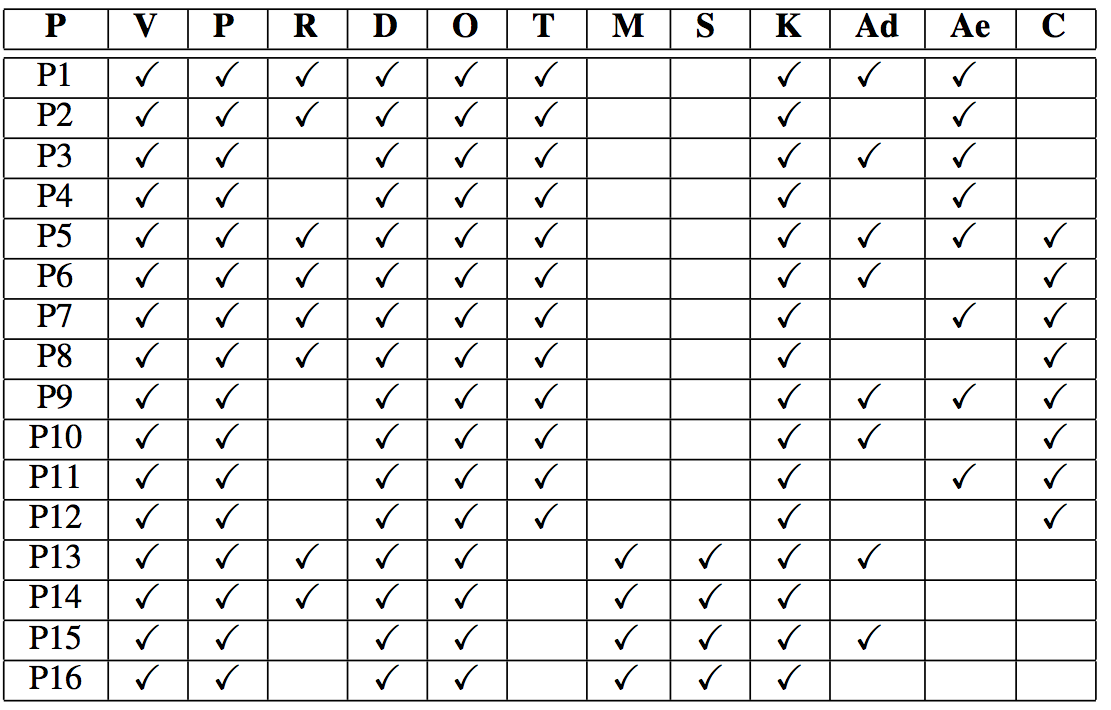 P V P R D O T M S K Ad Ae C
P1 ✓ ✓ ✓ ✓ ✓ ✓ ✓ ✓ ✓
P2 ✓ ✓ ✓ ✓ ✓ ✓ ✓ ✓
P3 ✓ ✓ ✓ ✓ ✓ ✓ ✓ ✓
P4 ✓ ✓ ✓ ✓ ✓ ✓ ✓
P5 ✓ ✓ ✓ ✓ ✓ ✓ ✓ ✓ ✓ ✓
P6 ✓ ✓ ✓ ✓ ✓ ✓ ✓ ✓ ✓
P7 ✓ ✓ ✓ ✓ ✓ ✓ ✓ ✓ ✓
P8 ✓ ✓ ✓ ✓ ✓ ✓ ✓ ✓
P9 ✓ ✓ ✓ ✓ ✓ ✓ ✓ ✓ ✓
P10 ✓ ✓ ✓ ✓ ✓ ✓ ✓ ✓
P11 ✓ ✓ ✓ ✓ ✓ ✓ ✓ ✓
P12 ✓ ✓ ✓ ✓ ✓ ✓ ✓
P13 ✓ ✓ ✓ ✓ ✓ ✓ ✓ ✓ ✓
P14 ✓ ✓ ✓ ✓ ✓ ✓ ✓ ✓
P15 ✓ ✓ ✓ ✓ ✓ ✓ ✓ ✓
P16 ✓ ✓ ✓ ✓ ✓ ✓ ✓